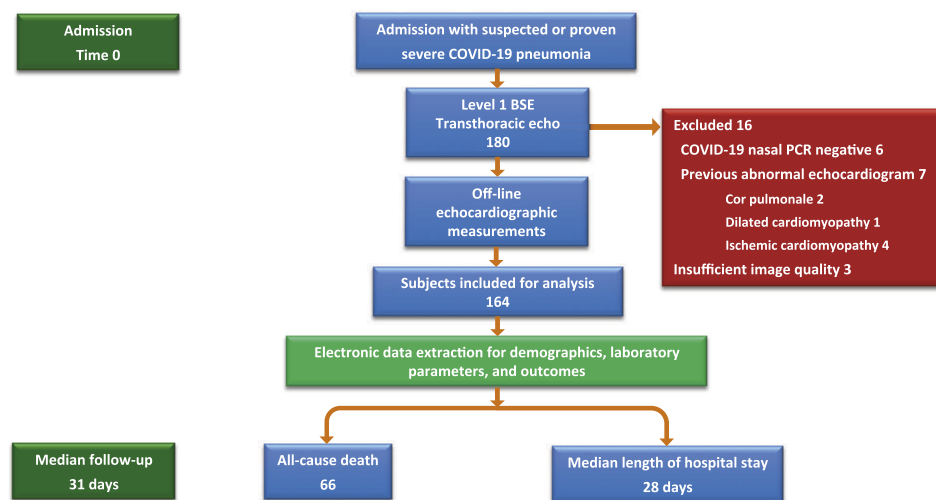 Admission
Time 0
Admission with suspected or proven
severe COVID-19 pneumonia
Level 1 BSE
Transthoracic echo
180
Excluded 16
COVID-19 nasal PCR negative 6
Previous abnormal echocardiogram 7
Cor pulmonale 2
Dilated cardiomyopathy 1
Ischemic cardiomyopathy 4
Insufficient image quality 3
Off-line
echocardiographic
measurements
Subjects included for analysis
164
Electronic data extraction for demographics, laboratory
parameters, and outcomes
Median follow-up
31 days
All-cause death
66
Median length of hospital stay
28 days